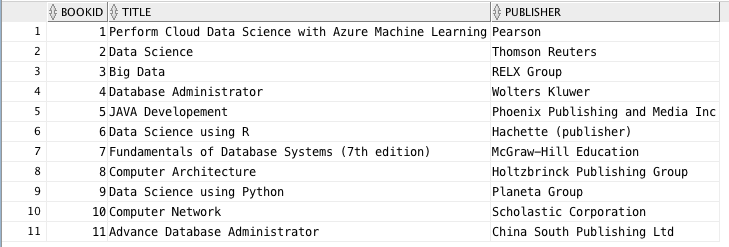 BOOKID TITLE PUBLISHER
1 1 Perform Cloud Data Science with Azure Machine Learning Pearson
2 2 Data Science Thomson Reuters
3 3 Big Data RELX Group
4 4 Database Administrator Wolters Kluwer
5 5 JAVA Developement Phoenix Publishing and Media Inc
6 6 Data Science using R Hachette (publisher)
7 7 Fundamentals of Database Systems (7th edition) McGraw–Hill Education
8 8 Computer Architecture Holtzbrinck Publishing Group
9 9 Data Science using Python Planeta Group
10 10 Computer Network Scholastic Corporation
11 11 Advance Database Administrator China South Publishing Ltd